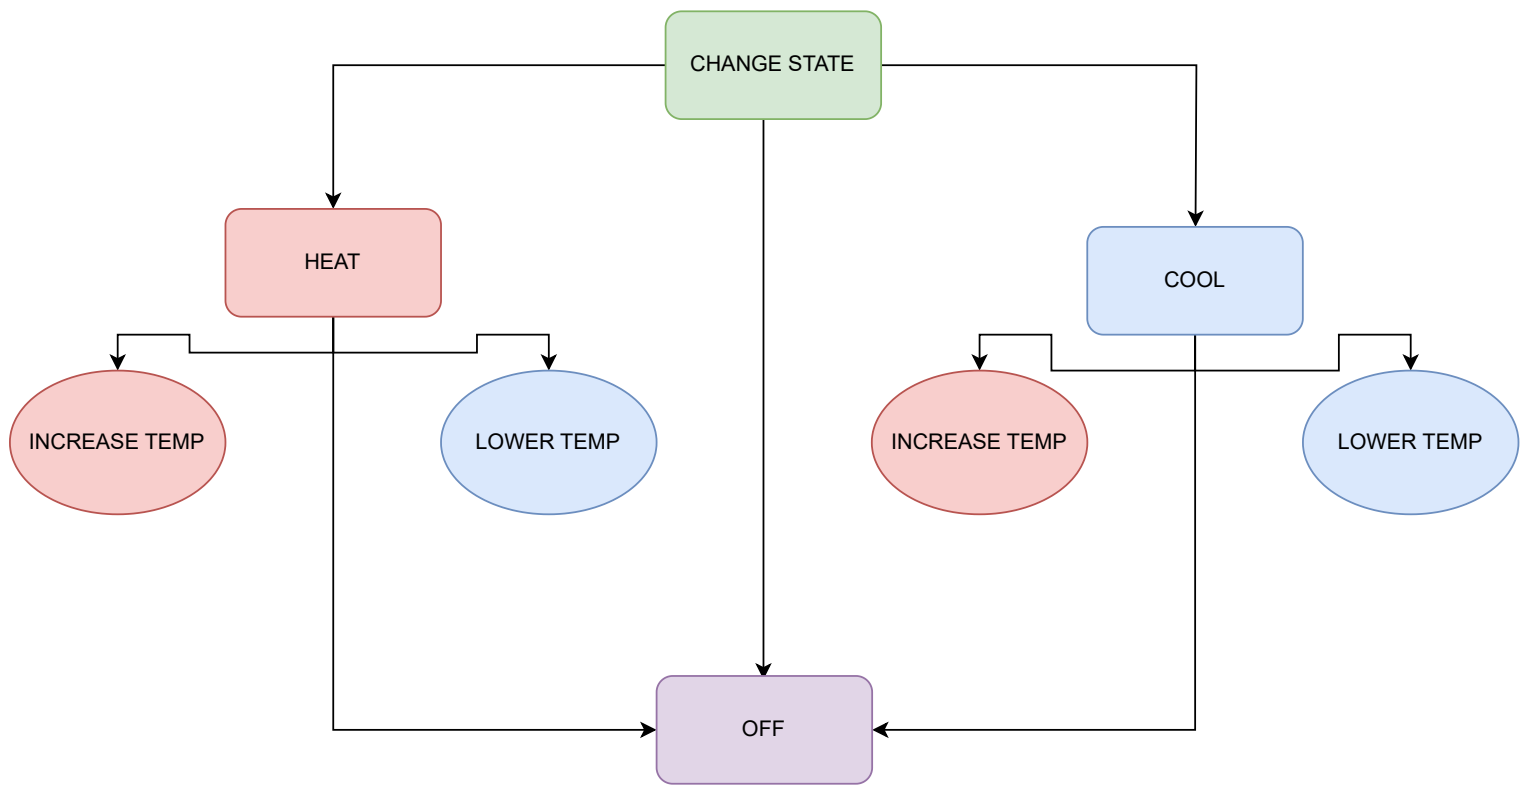 CHANGE STATE
HEAT
COOL
INCREASE TEMP
LOWER TEMP
INCREASE TEMP
LOWER TEMP
OFF